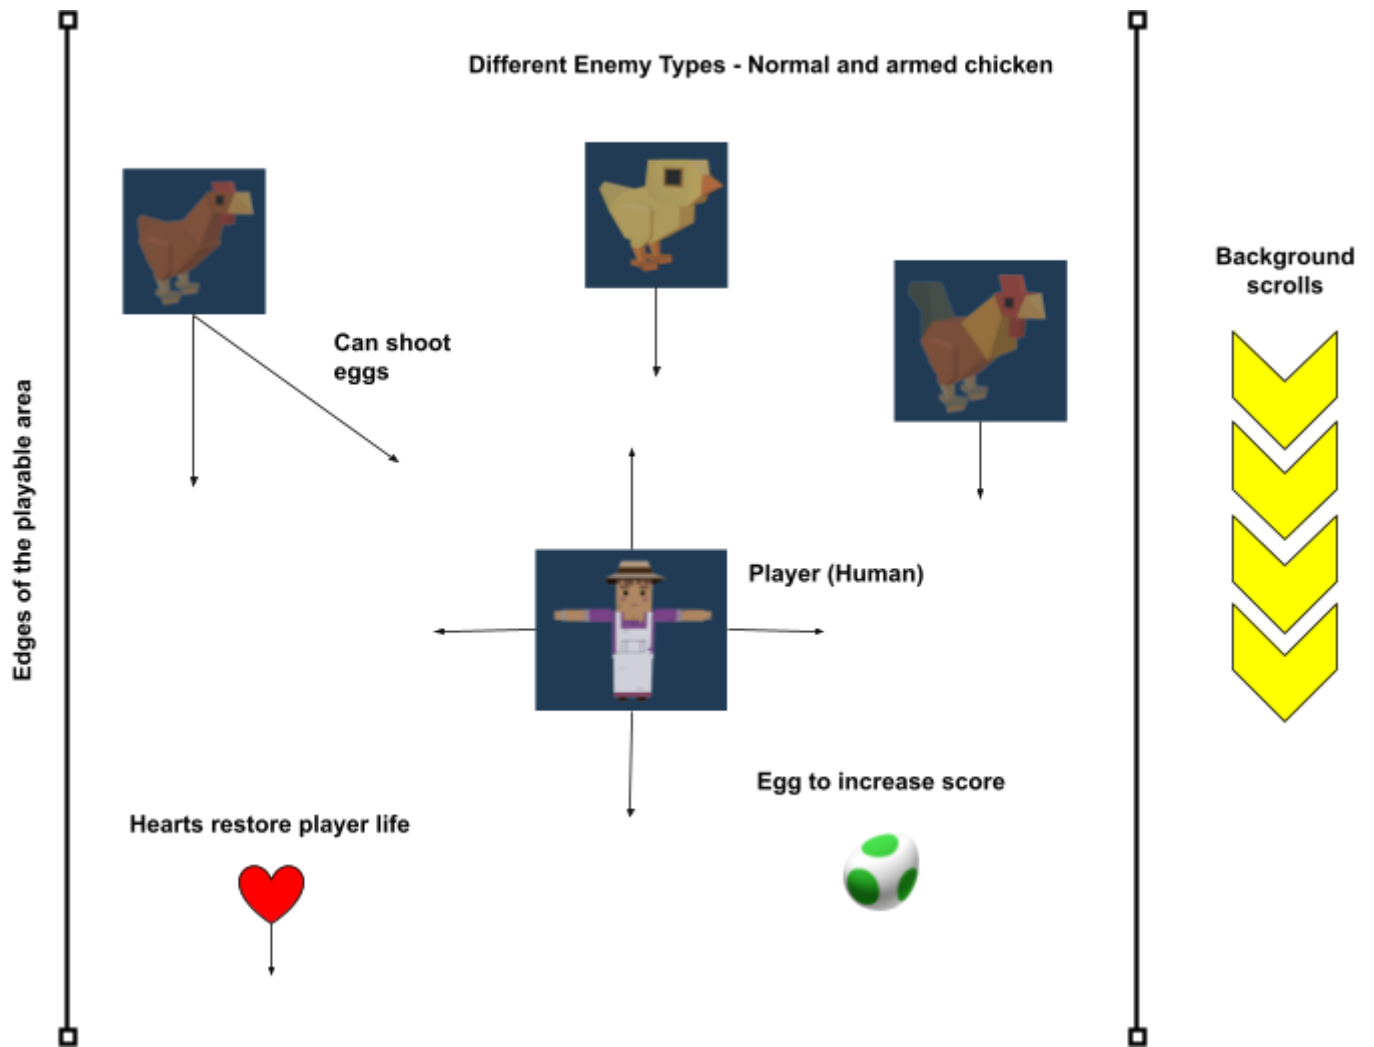 Different Enemy Types - Normal and armed chicken
Background
scrolls
Can shoot
eggs
Edges of the playable area
Player (Human)
Egg to increase score
Hearts restore player life